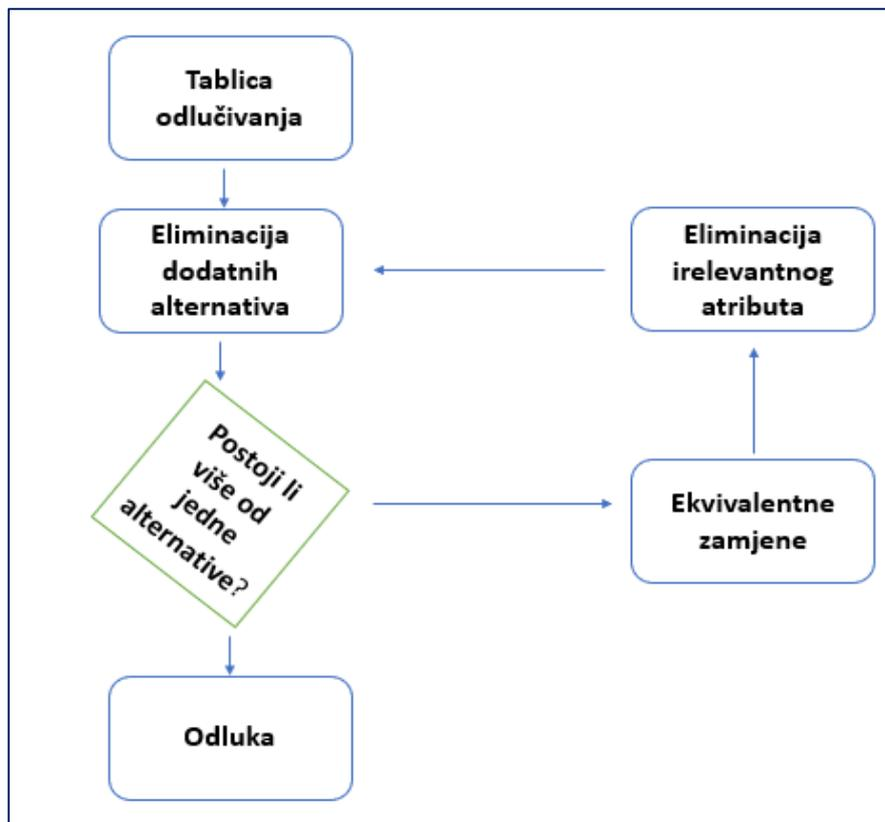 Tablica
odlučivanja
Eliminacija
dodatnih
alternativa
Eliminacija
irelevantnog
atributa
Postoji li
više od
jedne
alternative?
Ekvivalentne
zamjene
Odluka